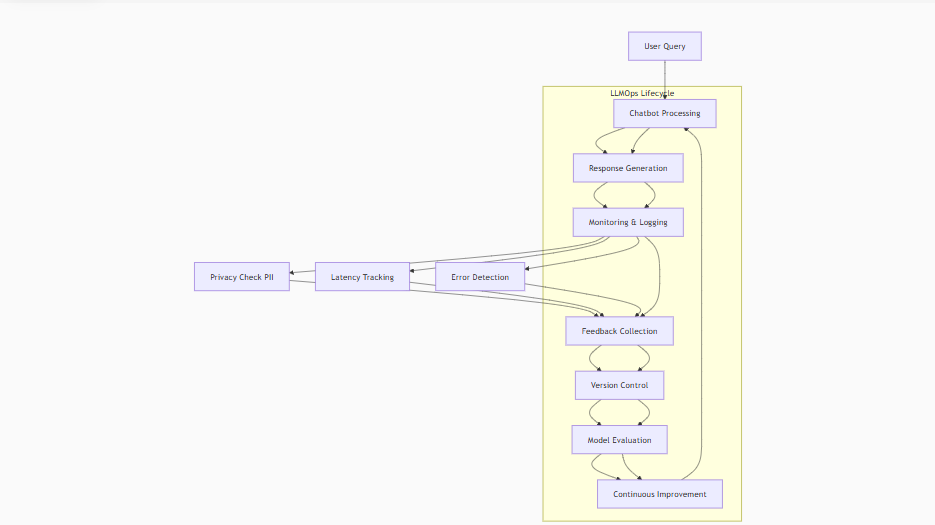 User Query
LLMOps Lifecycle
Chatbot Processing
Response Generation
Monitoring & Logging
Privacy Check PII
Latency Tracking
Error Detection
Feedback Collection
Version Control
Model Evaluation
Continuous Improvement